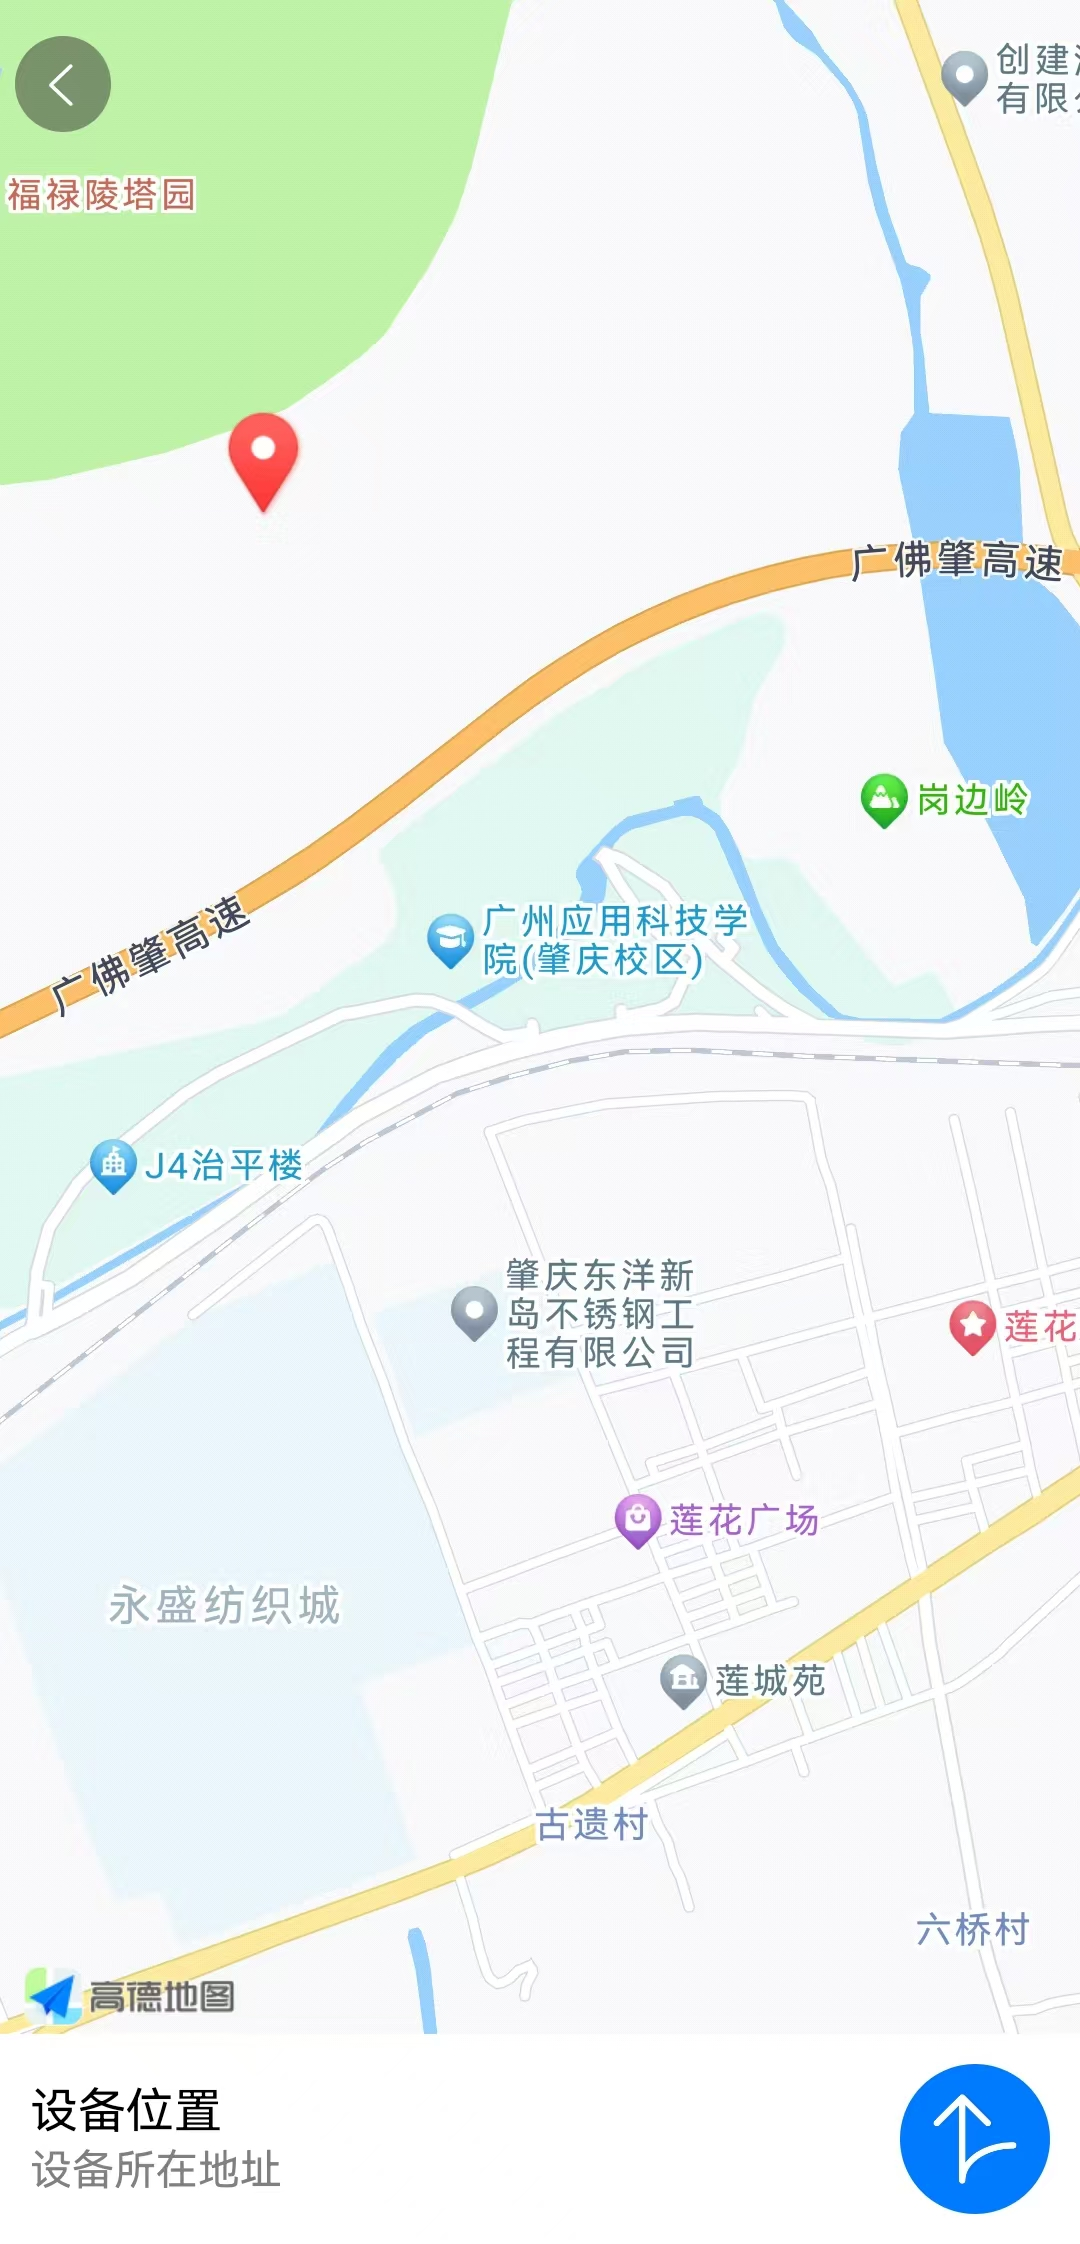 创建
有限
福禄陵塔园
广佛肇高速
岗边岭
广佛肇高速
广州应用科技学
院(肇庆校区)
J4治平楼
肇庆东洋新
岛不锈钢工
程有限公司
莲花
莲花广场
永盛纺织城
莲城苑
古遗村
六桥村
高德地图
设备位置
设备所在地址